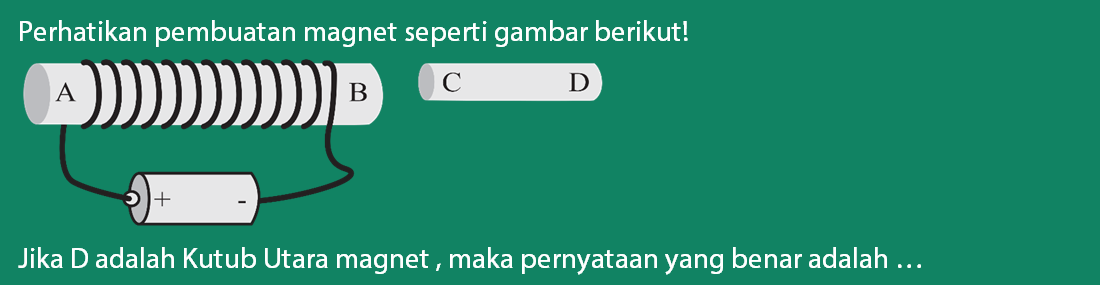 Perhatikan pembuatan magnet seperti gambar berikut!
A B C D
+ -
Jika D adalah Kutub Utara magnet , maka pernyataan yang benar adalah ...